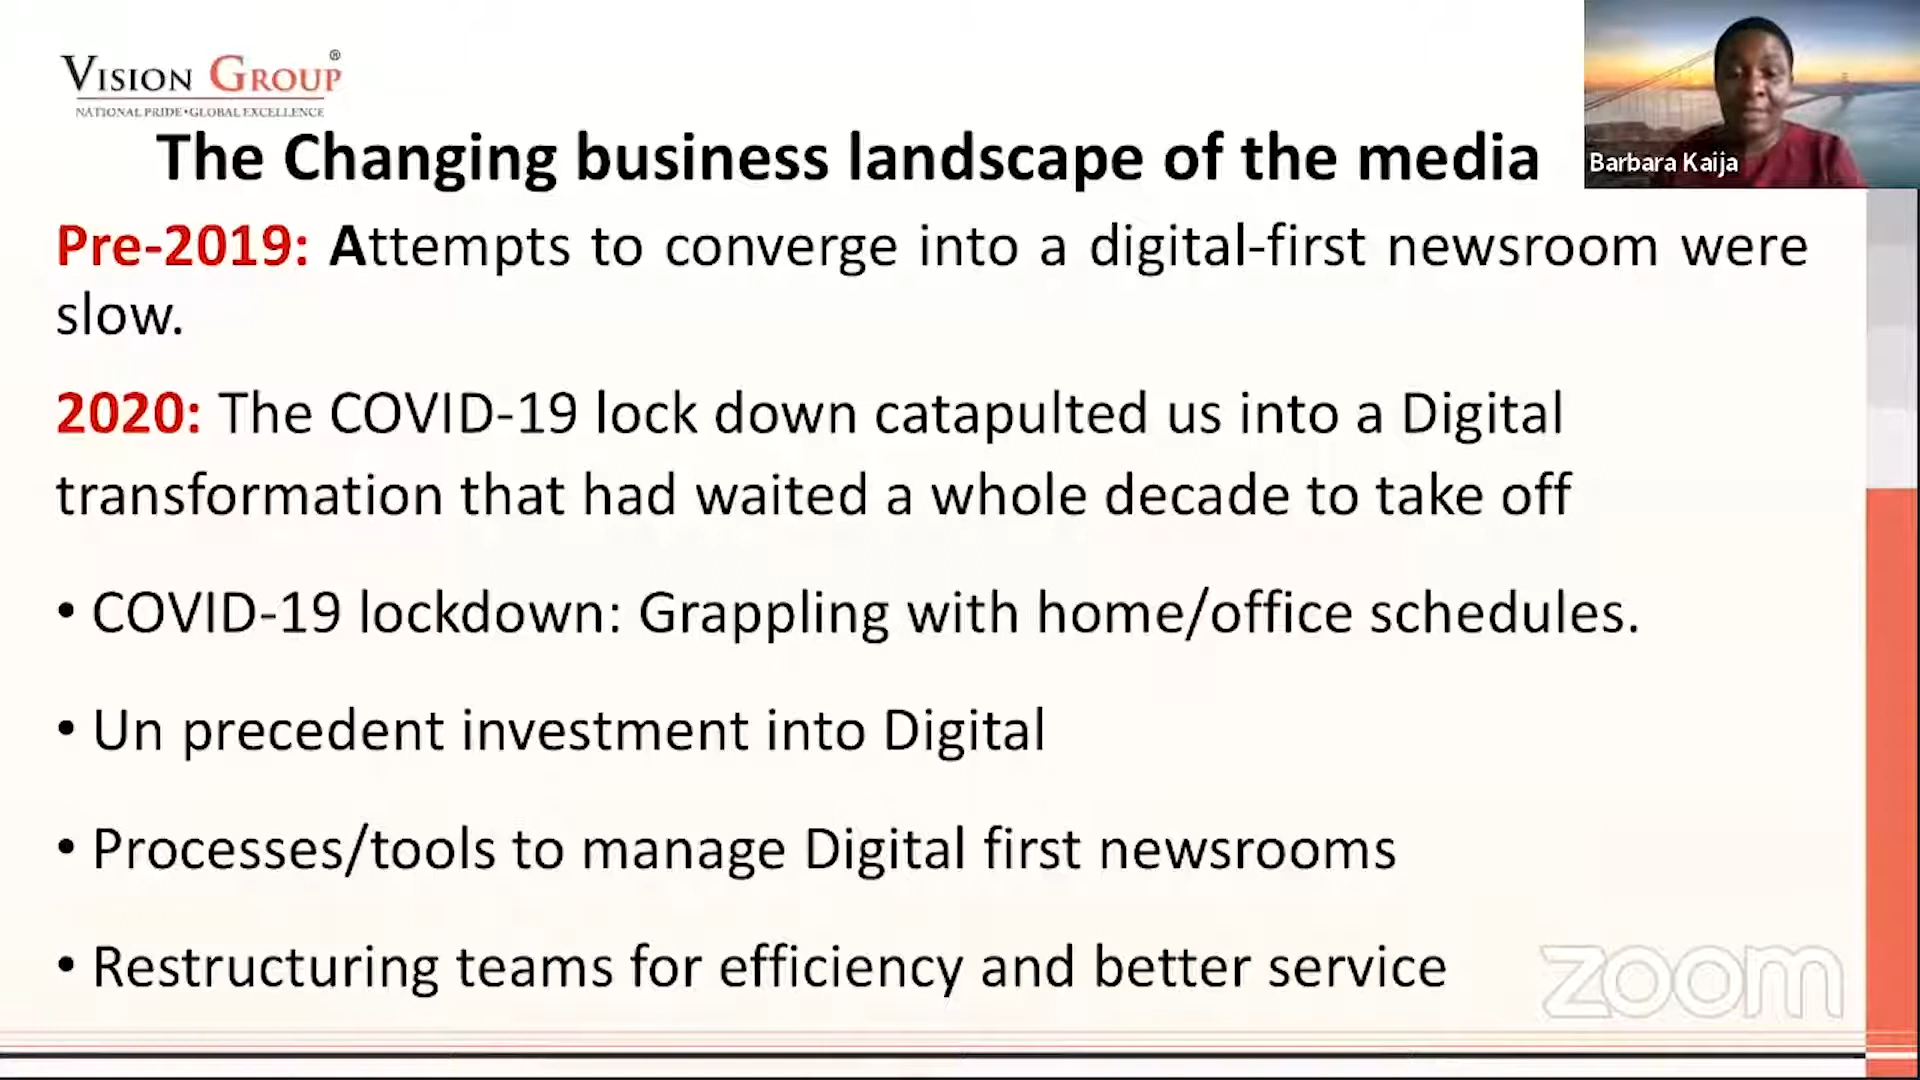 VISION GROUP®
NATIONAL PRIDE•GLOBAL EXCELLENCE
The Changing business landscape of the media
Barbara Kaija
Pre-2019: Attempts to converge into a digital-first newsroom were
slow.
2020: The COVID-19 lock down catapulted us into a Digital
transformation that had waited a whole decade to take off
• COVID-19 lockdown: Grappling with home/office schedules.
• Un precedent investment into Digital
• Processes/tools to manage Digital first newsrooms
• Restructuring teams for efficiency and better service
zoom